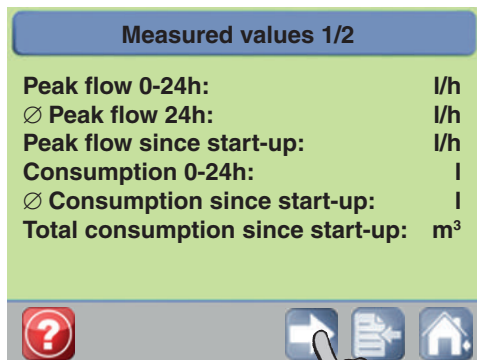 Measured values 1/2
Peak flow 0-24h: l/h
∅ Peak flow 24h: l/h
Peak flow since start-up: l/h
Consumption 0-24h: l
∅ Consumption since start-up: l
Total consumption since start-up: m³
?